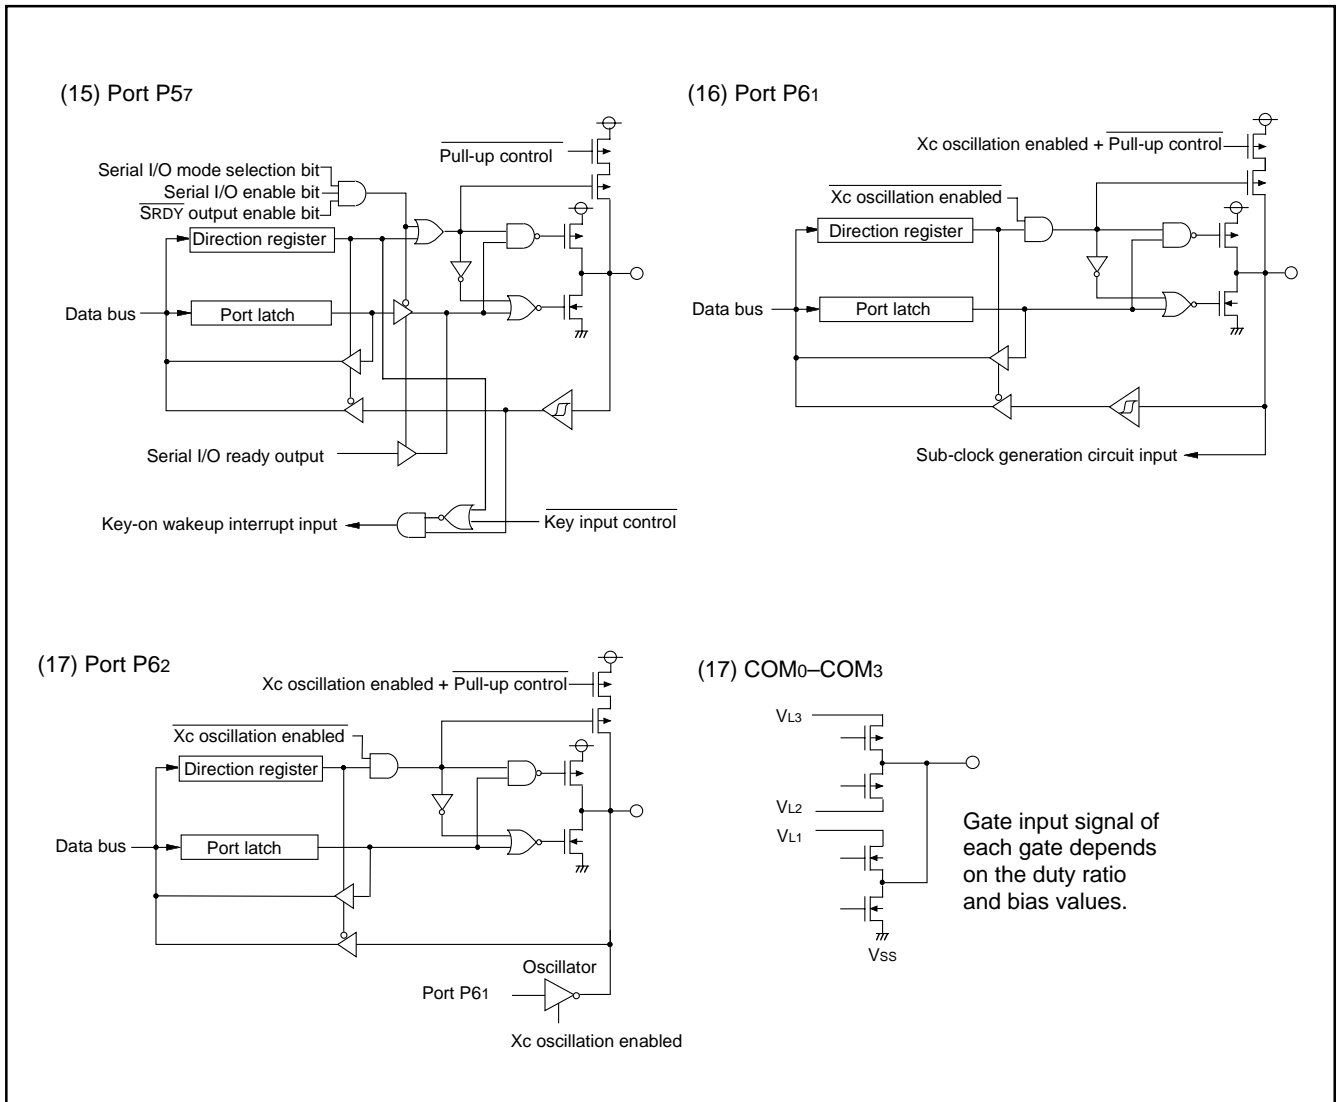 (15) Port P57
Pull-up control
Serial I/O mode selection bit
Serial I/O enable bit
SRDY output enable bit
Direction register
Data bus
Port latch
Serial I/O ready output
Key-on wakeup interrupt input
Key input control
(16) Port P61
Xc oscillation enabled + Pull-up control
Xc oscillation enabled
Direction register
Data bus
Port latch
Sub-clock generation circuit input
(17) Port P62
Xc oscillation enabled + Pull-up control
Xc oscillation enabled
Direction register
Data bus
Port latch
Oscillator
Port P61
Xc oscillation enabled
(17) COM0–COM3
VL3
VL2
VL1
VSS
Gate input signal of
each gate depends
on the duty ratio
and bias values.